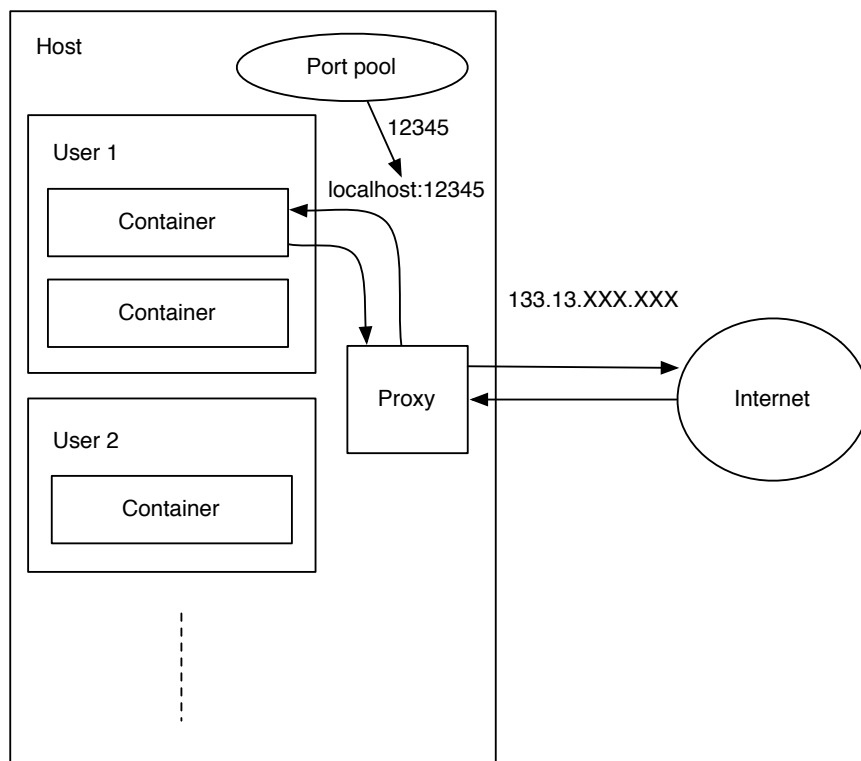 Host
Port pool
12345
User 1
localhost:12345
Container
Container
133.13.XXX.XXX
Proxy
Internet
User 2
Container